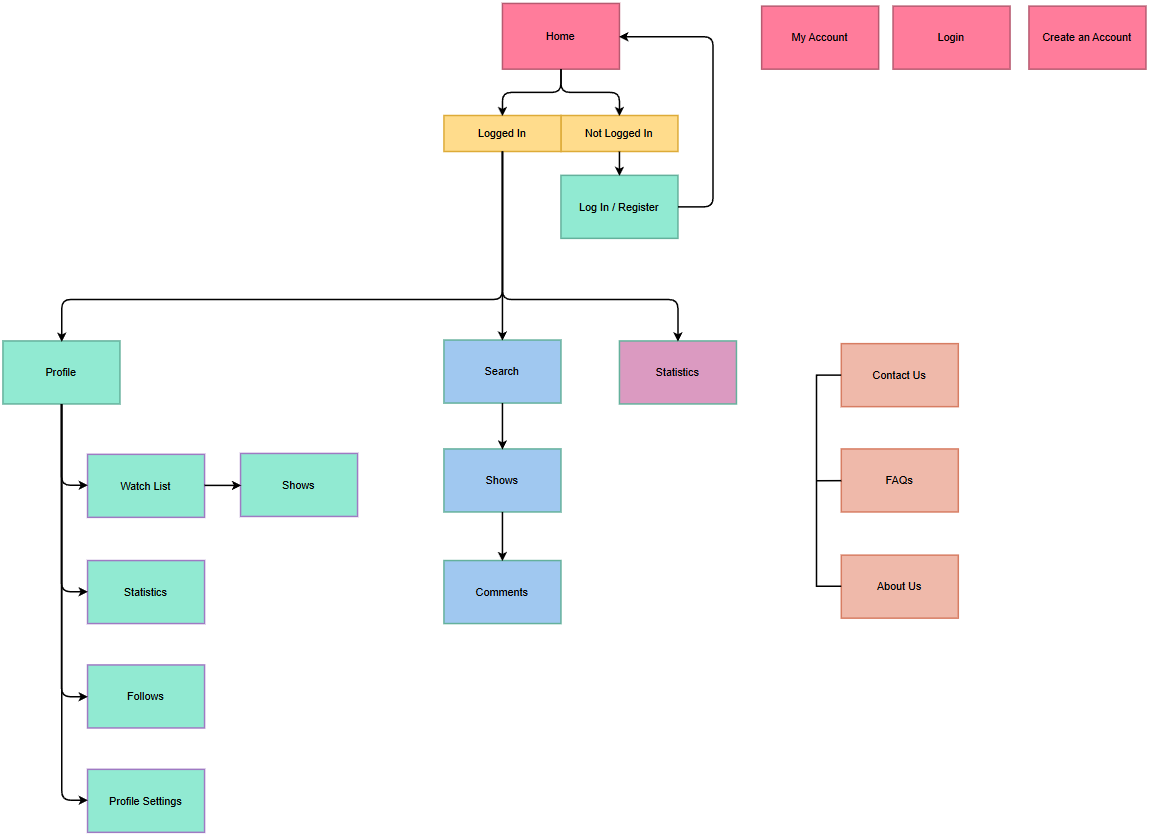 Home
My Account
Login
Create an Account
Logged In
Not Logged In
Log In / Register
Profile
Search
Statistics
Contact Us
Watch List
Shows
Shows
FAQs
Statistics
Comments
About Us
Follows
Profile Settings